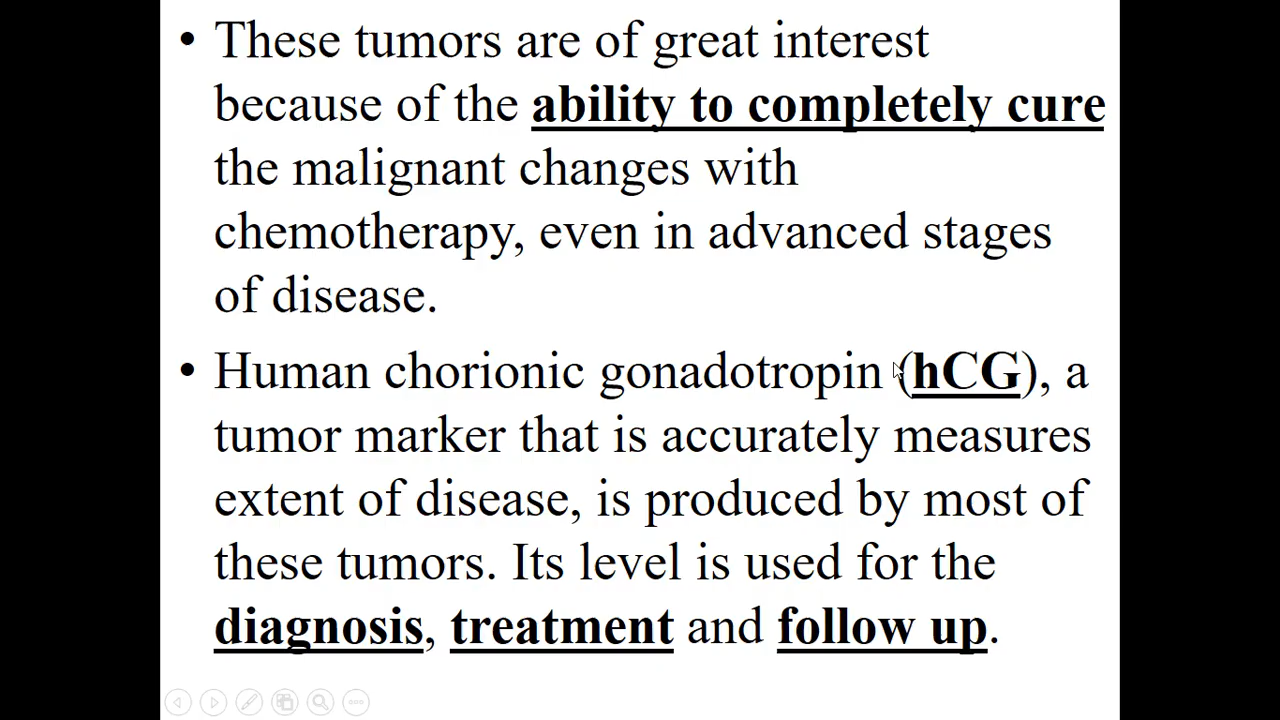 • These tumors are of great interest
because of the ability to completely cure
the malignant changes with
chemotherapy, even in advanced stages
of disease.
• Human chorionic gonadotropin (hCG), a
tumor marker that is accurately measures
extent of disease, is produced by most of
these tumors. Its level is used for the
diagnosis, treatment and follow up.